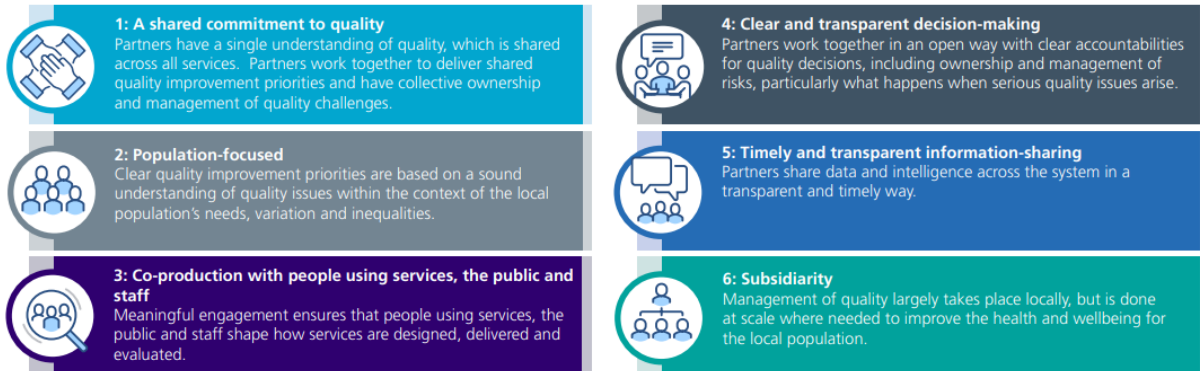 1: A shared commitment to quality
Partners have a single understanding of quality, which is shared
across all services.  Partners work together to deliver shared
quality improvement priorities and have collective ownership
and management of quality challenges.
2: Population-focused
Clear quality improvement priorities are based on a sound
understanding of quality issues within the context of the local
population's needs, variation and inequalities.
3: Co-production with people using services, the public and
staff
Meaningful engagement ensures that people using services, the
public and staff shape how services are designed, delivered and
evaluated.
4: Clear and transparent decision-making
Partners work together in an open way with clear accountabilities
for quality decisions, including ownership and management of
risks, particularly what happens when serious quality issues arise.
5: Timely and transparent information-sharing
Partners share data and intelligence across the system in a
transparent and timely way.
6: Subsidiarity
Management of quality largely takes place locally, but is done
at scale where needed to improve the health and wellbeing for
the local population.